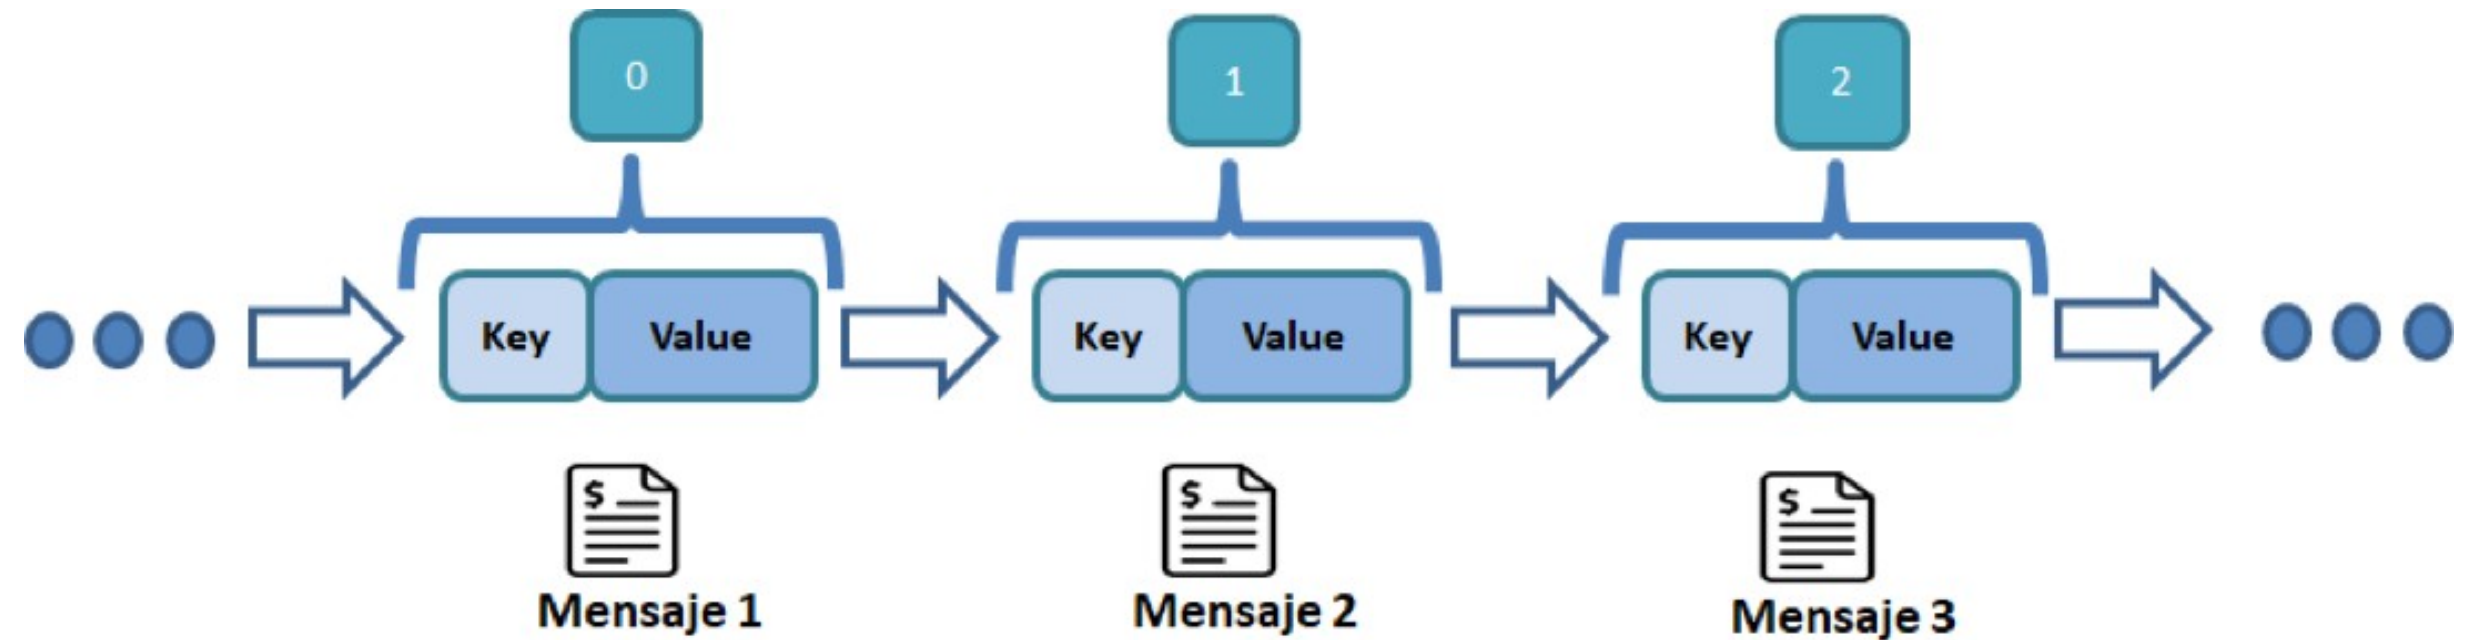 0
1
2
Key Value
Key Value
Key Value
$
$
$
Mensaje 1
Mensaje 2
Mensaje 3